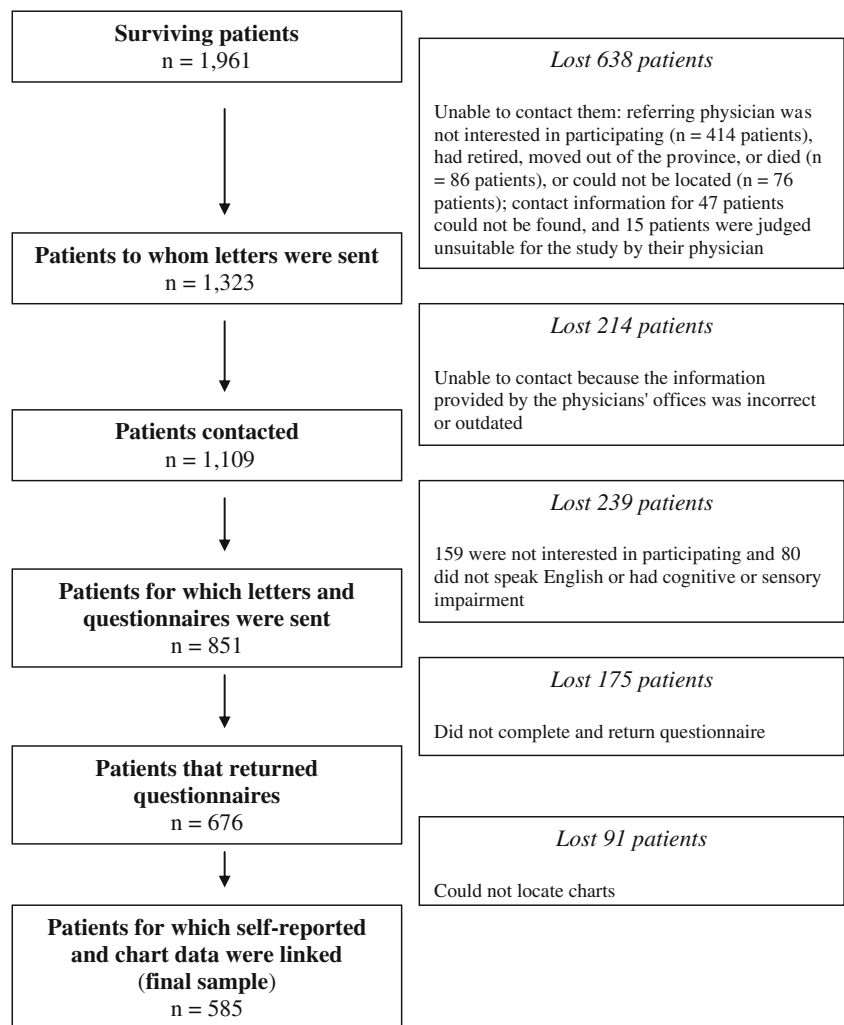 Surviving patients
n = 1,961
Lost 638 patients
Unable to contact them: referring physician was
not interested in participating (n = 414 patients),
had retired, moved out of the province, or died (n
= 86 patients), or could not be located (n = 76
patients); contact information for 47 patients
could not be found, and 15 patients were judged
unsuitable for the study by their physician
Patients to whom letters were sent
n = 1,323
Lost 214 patients
Unable to contact because the information
provided by the physicians' offices was incorrect
or outdated
Patients contacted
n = 1,109
Lost 239 patients
159 were not interested in participating and 80
did not speak English or had cognitive or sensory
impairment
Patients for which letters and
questionnaires were sent
n = 851
Lost 175 patients
Did not complete and return questionnaire
Patients that returned
questionnaires
n = 676
Lost 91 patients
Could not locate charts
Patients for which self-reported
and chart data were linked
(final sample)
n = 585